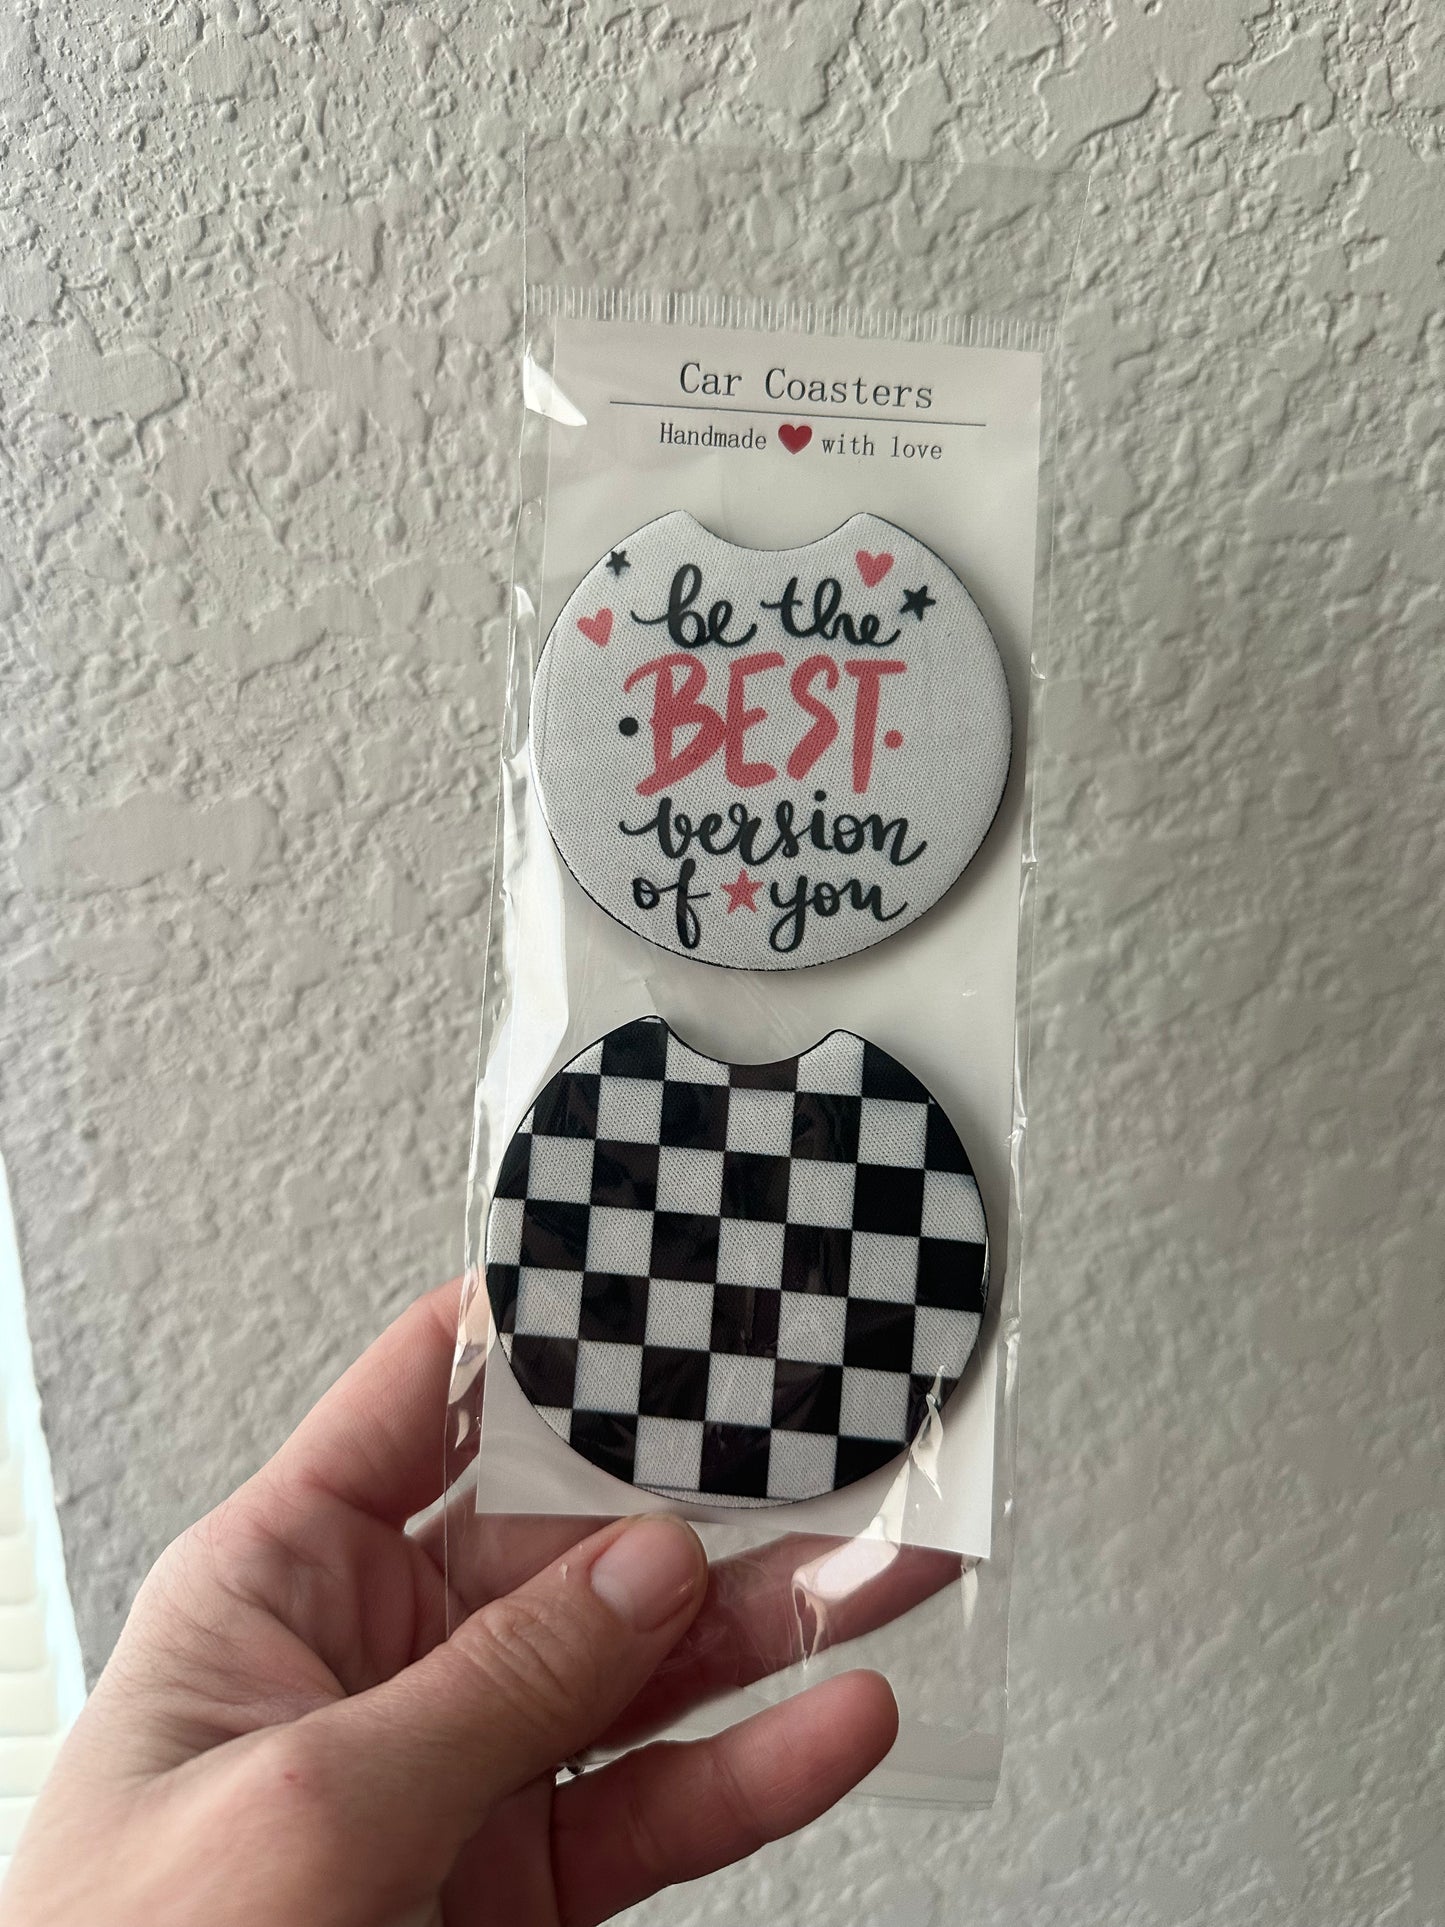 Car Coasters
Handmade ❤ with love
be the
BEST
version
of ★ you